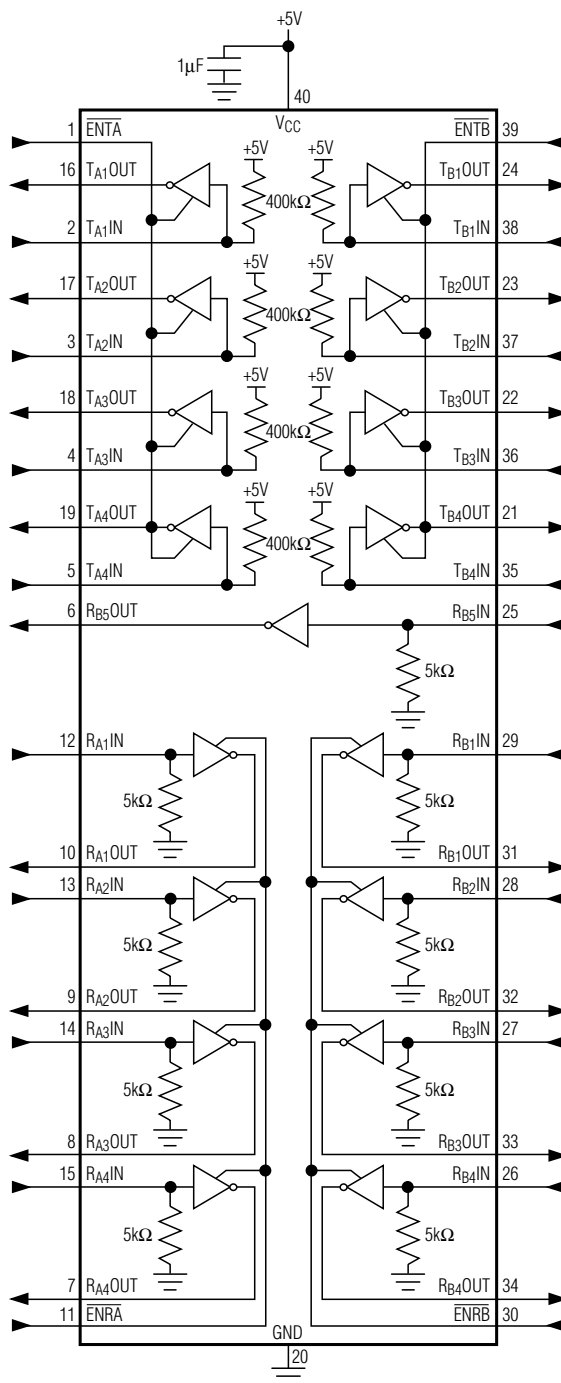 +5V
1µF
40
VCC
1 ENTA
ENTB 39
16 TA1OUT
+5V
+5V
TB1OUT 24
400kΩ
2 TA1IN
TB1IN 38
+5V
+5V
17 TA2OUT
TB2OUT 23
400kΩ
3 TA2IN
TB2IN 37
+5V
+5V
18 TA3OUT
TB3OUT 22
400kΩ
4 TA3IN
TB3IN 36
+5V
+5V
19 TA4OUT
TB4OUT 21
400kΩ
5 TA4IN
TB4IN 35
6 RB5OUT
RB5IN 25
5kΩ
12 RA1IN
RB1IN 29
5kΩ
5kΩ
10 RA1OUT
RB1OUT 31
13 RA2IN
RB2IN 28
5kΩ
5kΩ
9 RA2OUT
RB2OUT 32
14 RA3IN
RB3IN 27
5kΩ
5kΩ
8 RA3OUT
RB3OUT 33
15 RA4IN
RB4IN 26
5kΩ
5kΩ
7 RA4OUT
RB4OUT 34
11 ENRA
ENRB 30
GND
20